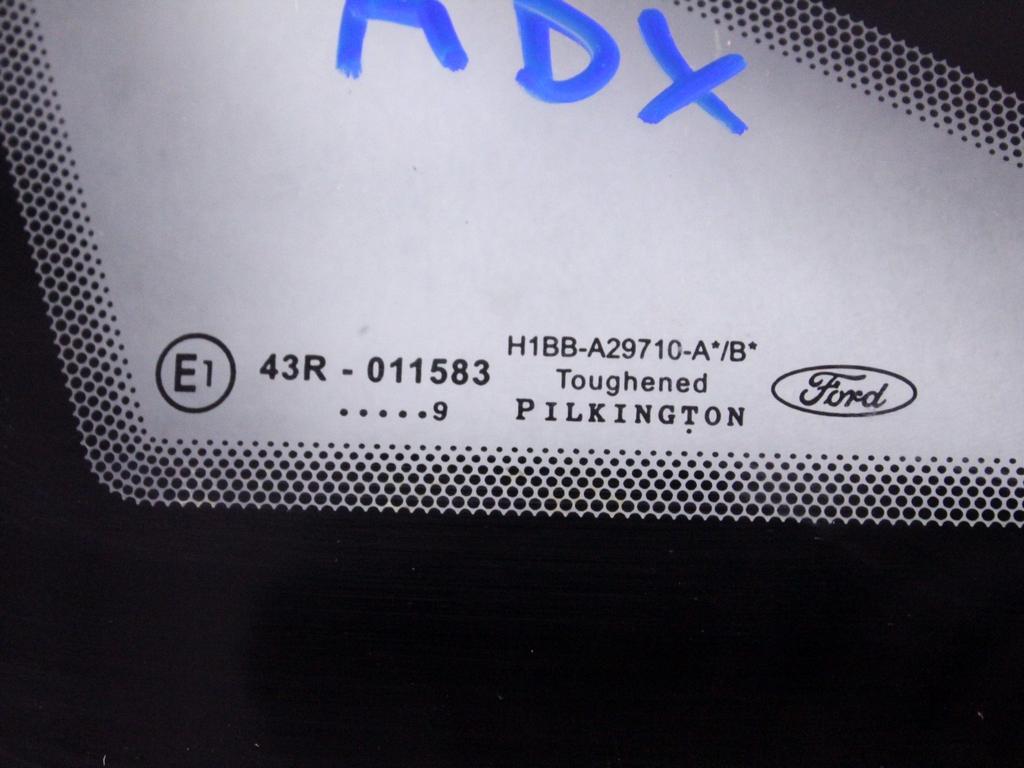 ADX
E1
43R - 011583
.....9
H1BB-A29710-A*/B*
Toughened
PILKINGTON
Ford